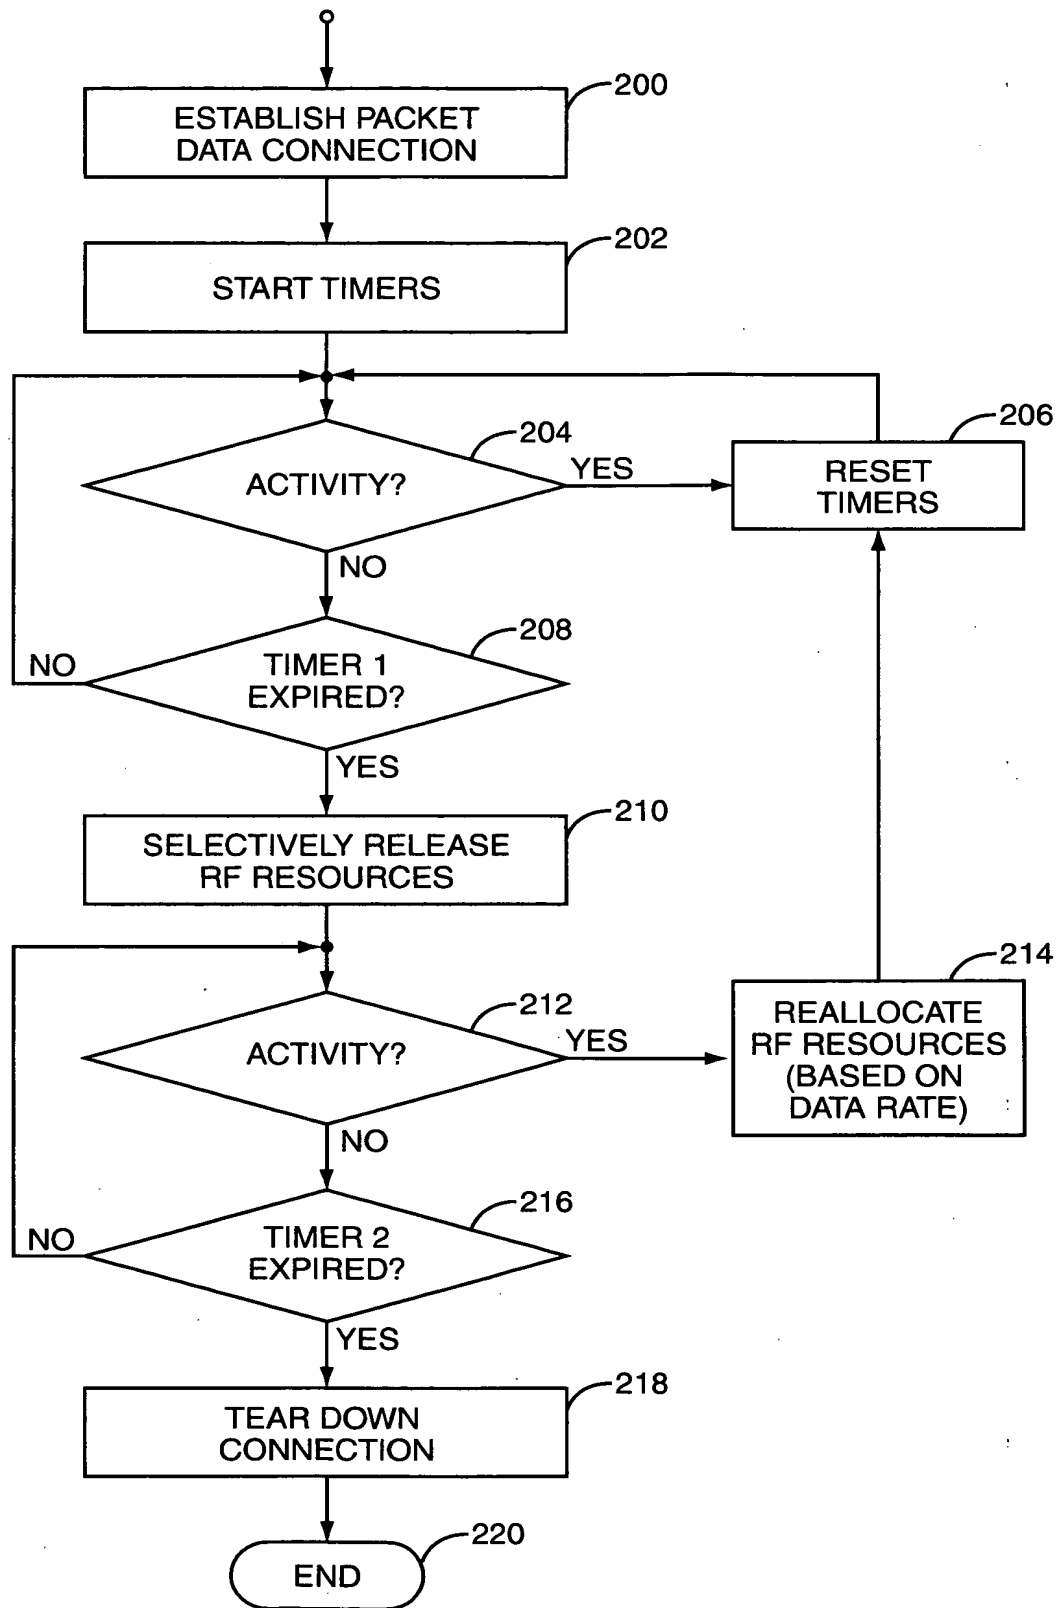 200
ESTABLISH PACKET
DATA CONNECTION
202
START TIMERS
204
ACTIVITY?
YES
206
RESET
TIMERS
NO
208
TIMER 1
EXPIRED?
NO
YES
210
SELECTIVELY RELEASE
RF RESOURCES
212
ACTIVITY?
YES
214
REALLOCATE
RF RESOURCES
(BASED ON
DATA RATE)
NO
216
TIMER 2
EXPIRED?
NO
YES
218
TEAR DOWN
CONNECTION
220
END